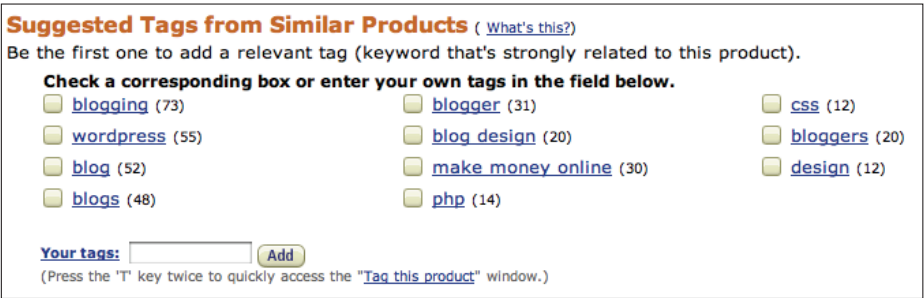 Suggested Tags from Similar Products ( What's this?)
Be the first one to add a relevant tag (keyword that's strongly related to this product).
Check a corresponding box or enter your own tags in the field below.
blogging (73) blogger (31) css (12)
wordpress (55) blog design (20) bloggers (20)
blog (52) make money online (30) design (12)
blogs (48) php (14)
Your tags: Add
(Press the 'T' key twice to quickly access the "Tag this product" window.)